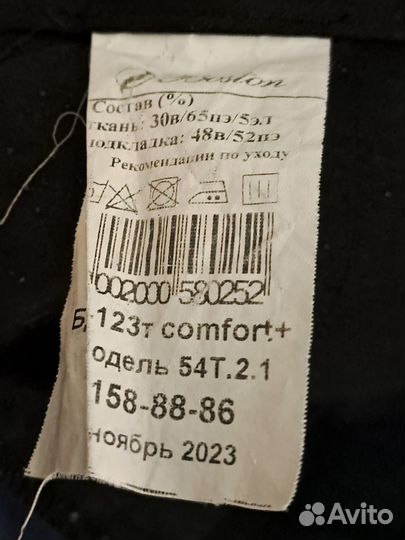 Состав (%)
ткань: 30в/65пэ/5эл
подкладка: 48в/52пэ
Рекомендации по уходу
002000 580252
Б, 123т comfort+
одель 54Т.2.1
158-88-86
ноябрь 2023
Avito